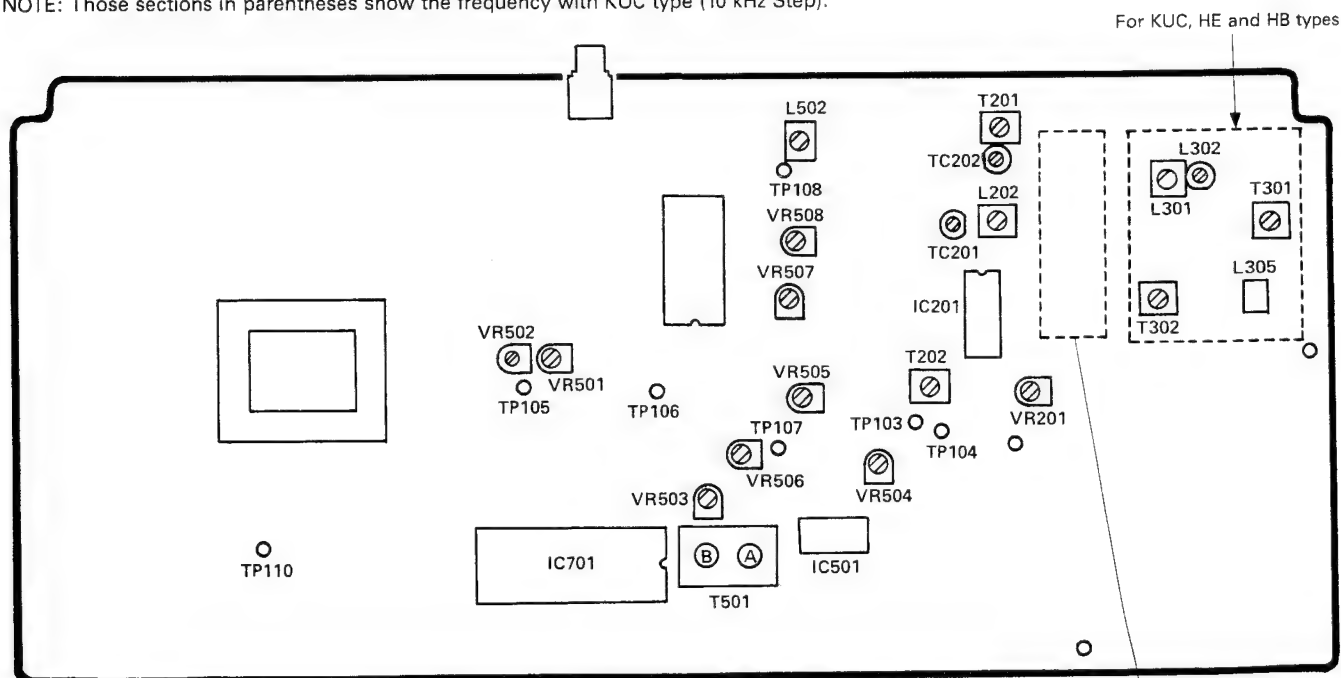 NOTE: Those sections in parentheses show the frequency with KUC type (10 kHz Step).
For KUC, HE and HB types
T201
L502
L302
TC202
T301
TP108
L202
L301
VR508
TC201
VR507
L305
IC201
T302
VR502
T202
VR501
VR505
TP105
TP106
VR201
TP103
TP107
TP104
VR506
VR504
VR503
B
A
IC701
IC501
TP110
T501